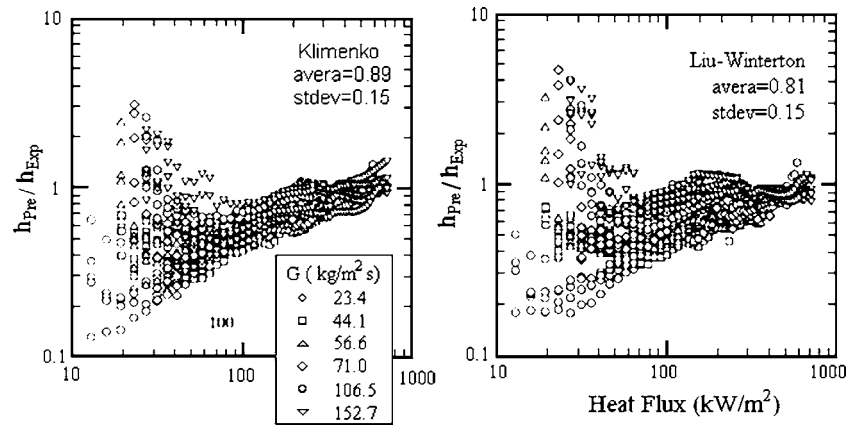 10
Klimenko
avera=0.89
stdev=0.15
h_Pre / h_Exp
1
0.1
10
100
1000
100
G ( kg/m² s)
23.4
44.1
56.6
71.0
106.5
152.7
10
Liu-Winterton
avera=0.81
stdev=0.15
h_Pre / h_Exp
1
0.1
10
100
1000
Heat Flux (kW/m²)